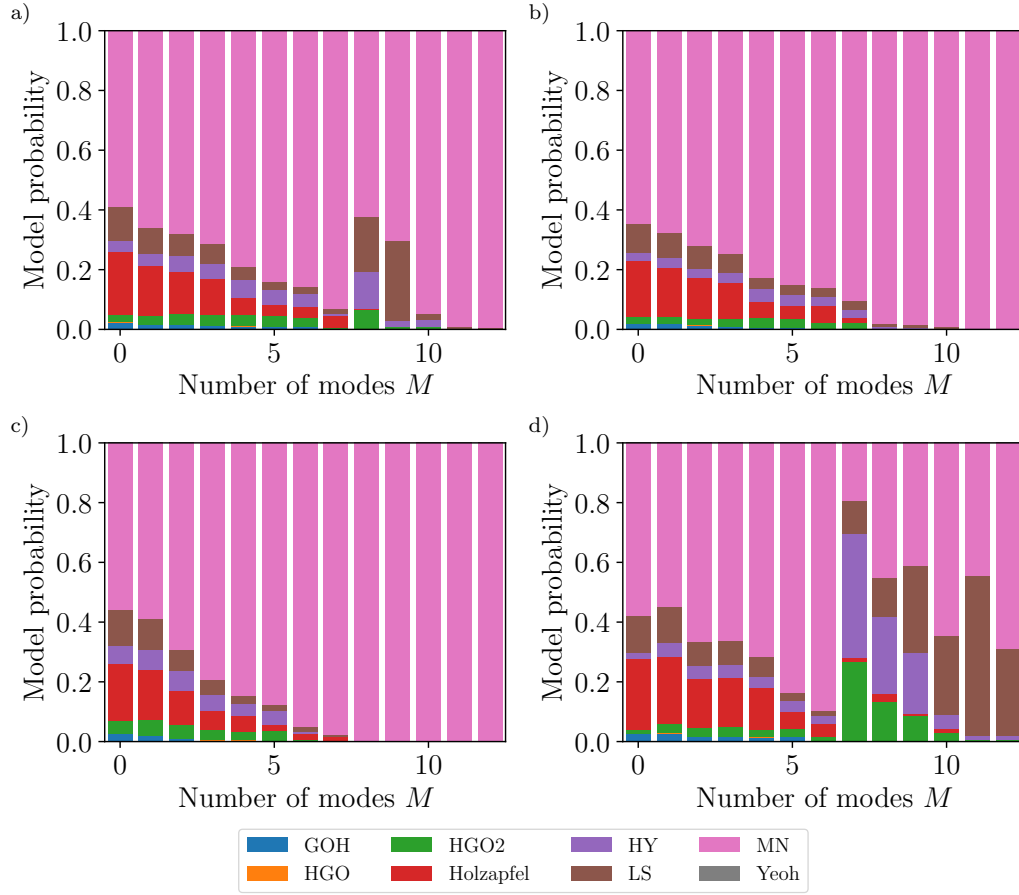 a)
1.0
0.8
0.6
0.4
0.2
0.0
Model probability
0
5
10
Number of modes M
b)
1.0
0.8
0.6
0.4
0.2
0.0
Model probability
0
5
10
Number of modes M
c)
1.0
0.8
0.6
0.4
0.2
0.0
Model probability
0
5
10
Number of modes M
d)
1.0
0.8
0.6
0.4
0.2
0.0
Model probability
0
5
10
Number of modes M
GOH HGO2 HY MN
HGO Holzapfel LS Yeoh